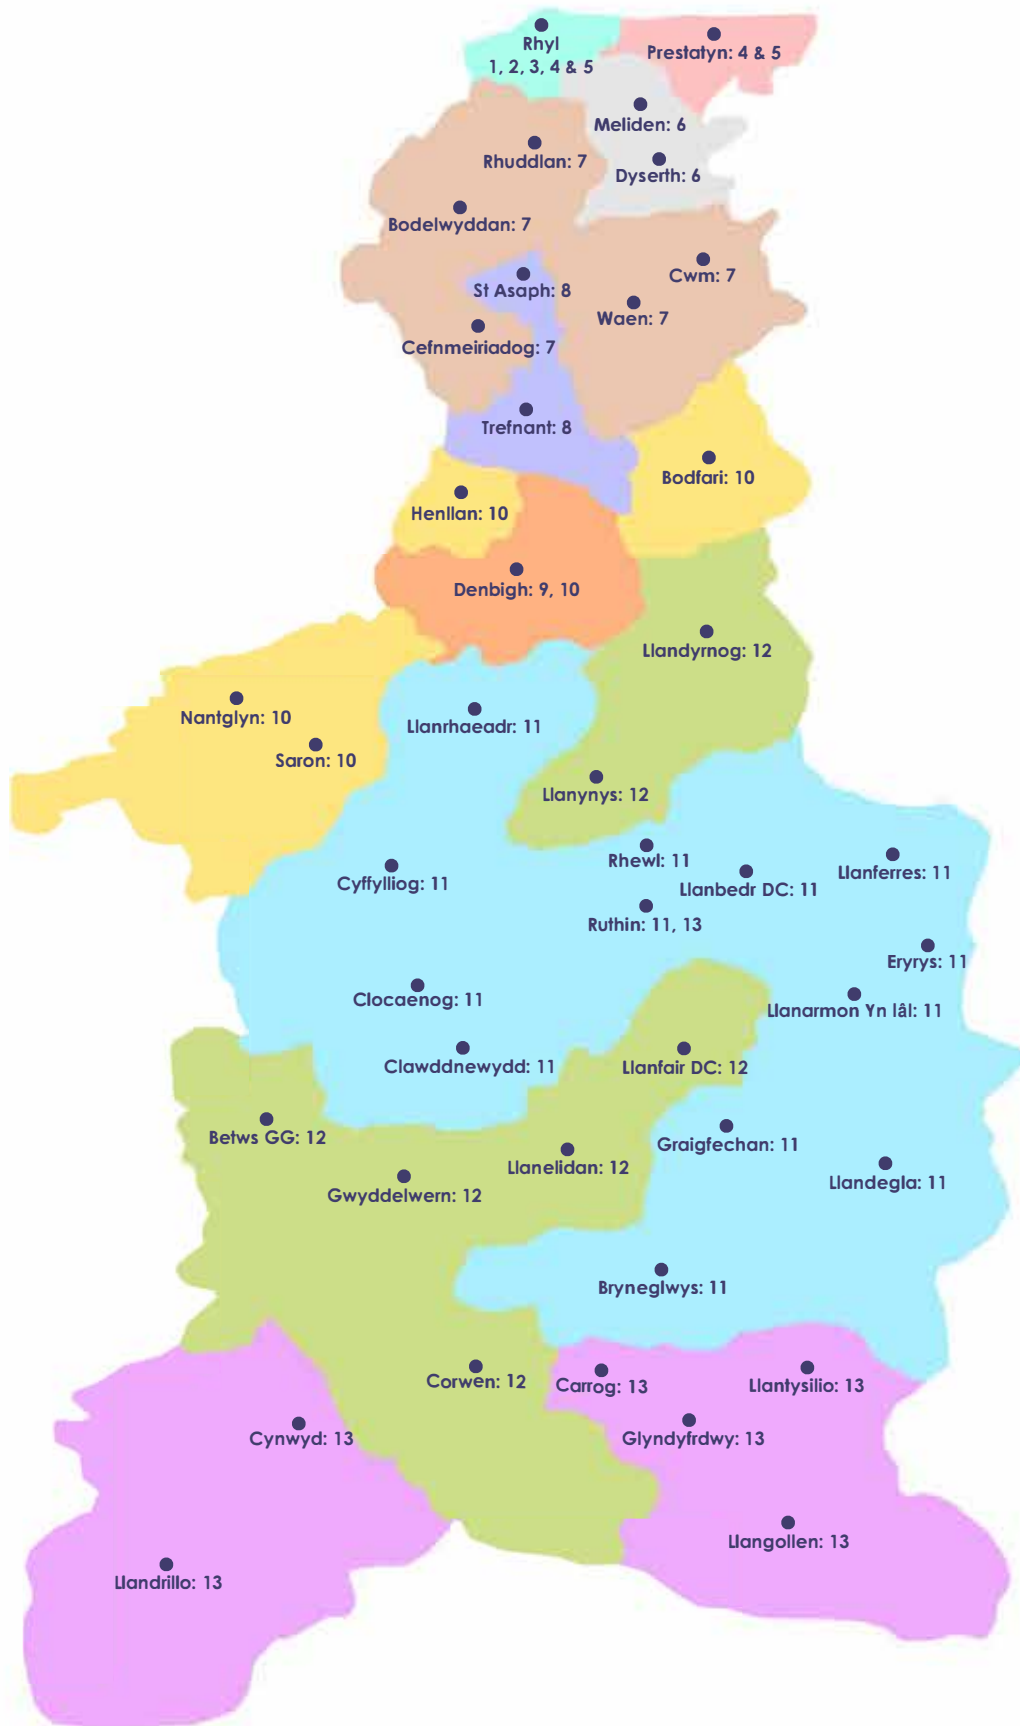 Rhyl
1, 2, 3, 4 & 5
Prestatyn: 4 & 5
Meliden: 6
Rhuddlan: 7
Dyserth: 6
Bodelwyddan: 7
Cwm: 7
St Asaph: 8
Waen: 7
Cefnmeiriadog: 7
Trefnant: 8
Bodfari: 10
Henllan: 10
Denbigh: 9, 10
Llandyrnog: 12
Nantglyn: 10
Llanrhaeadr: 11
Saron: 10
Llanynys: 12
Rhewl: 11
Llanferres: 11
Cyffylliog: 11
Llanbedr DC: 11
Ruthin: 11, 13
Eryrys: 11
Clocaenog: 11
Llanarmon Yn Iâl: 11
Clawddnewydd: 11
Llanfair DC: 12
Betws GG: 12
Graigfechan: 11
Llanelidan: 12
Llandegla: 11
Gwyddelwern: 12
Bryneglwys: 11
Corwen: 12
Carrog: 13
Llantysilio: 13
Cynwyd: 13
Glyndyfrdwy: 13
Llangollen: 13
Llandrillo: 13